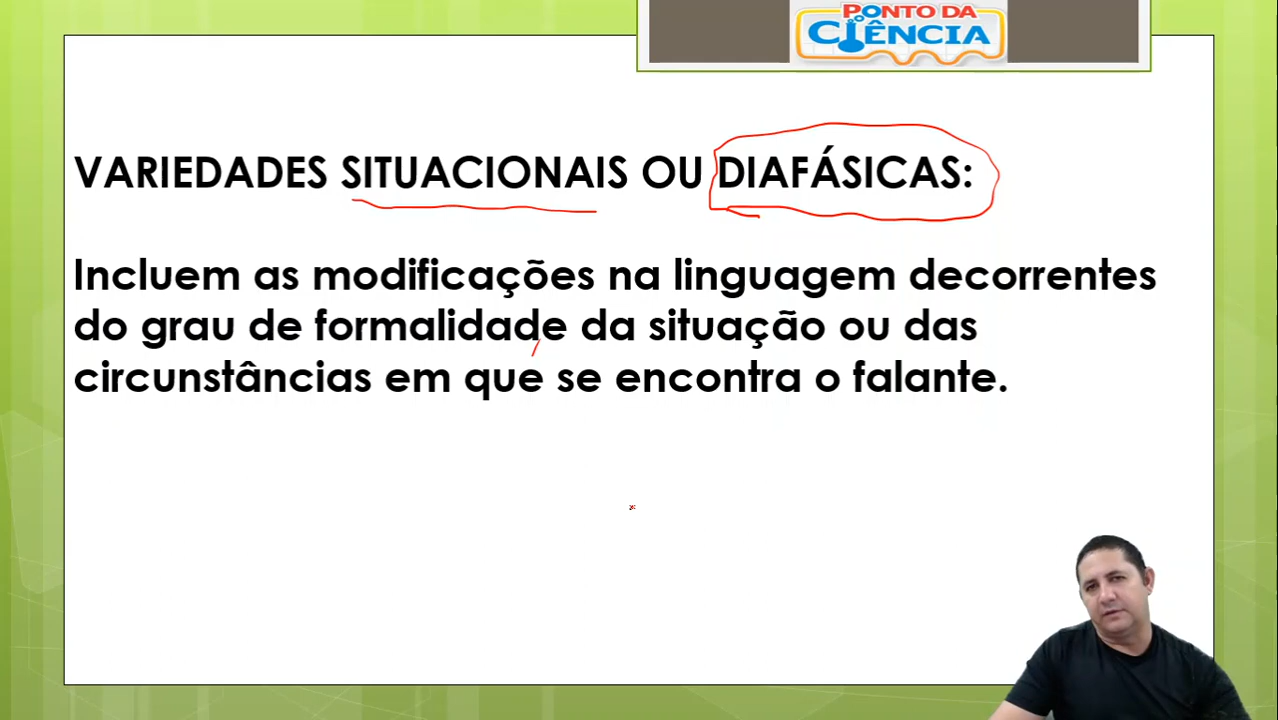 PONTO DA
CIÊNCIA
VARIEDADES SITUACIONAIS OU DIAFÁSICAS:
Incluem as modificações na linguagem decorrentes
do grau de formalidade da situação ou das
circunstâncias em que se encontra o falante.